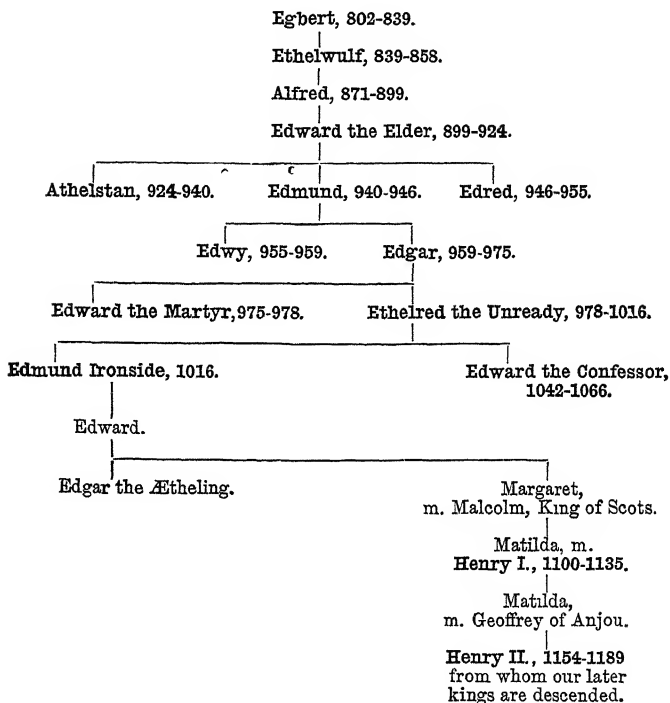 Egbert, 802-839.
Ethelwulf, 839-858.
Alfred, 871-899.
Edward the Elder, 899-924.
Athelstan, 924-940. Edmund, 940-946. Edred, 946-955.
Edwy, 955-959. Edgar, 959-975.
Edward the Martyr, 975-978. Ethelred the Unready, 978-1016.
Edmund Ironside, 1016. Edward the Confessor,
1042-1066.
Edward.
Edgar the Ætheling. Margaret,
m. Malcolm, King of Scots.
Matilda, m.
Henry I., 1100-1135.
Matilda,
m. Geoffrey of Anjou.
Henry II., 1154-1189
from whom our later
kings are descended.